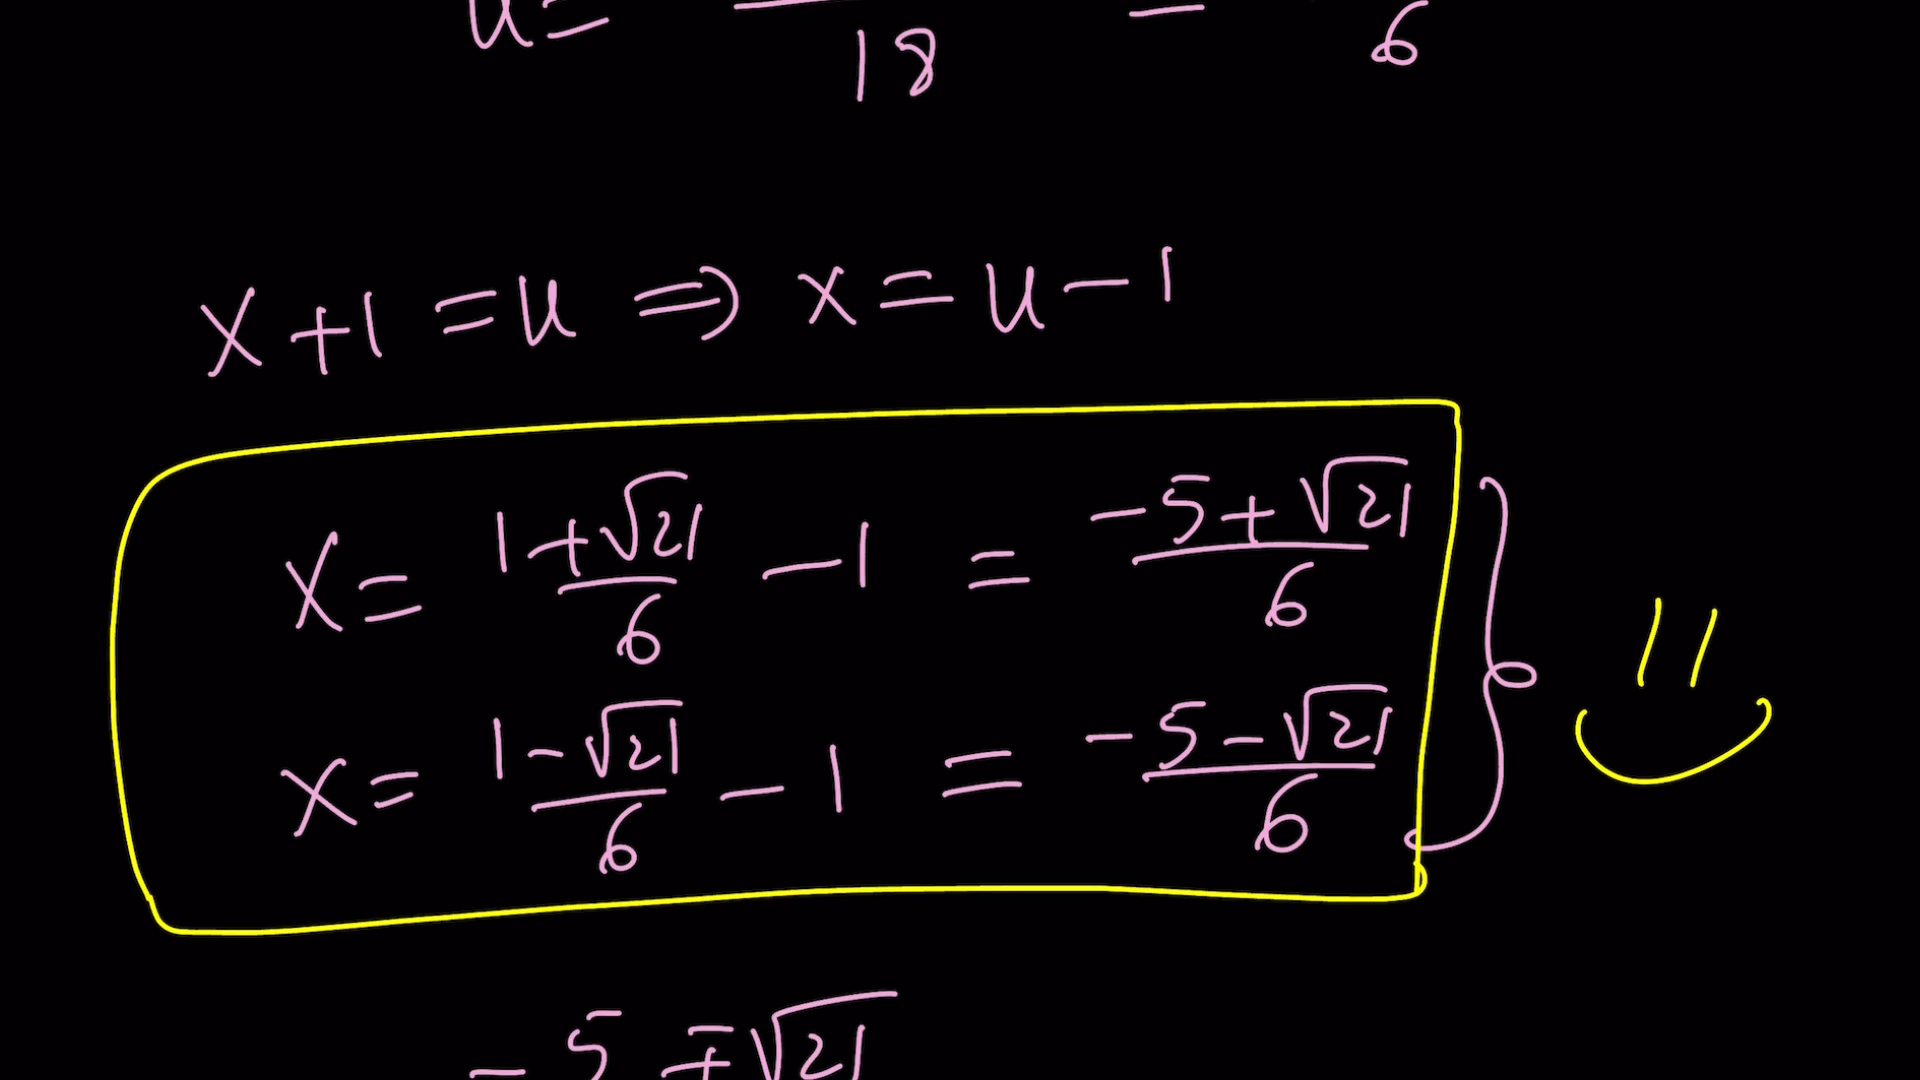 u= 18 — 6
x+1=u ⇒ x=u-1
x= (1+√21)/6 -1 = (-5+√21)/6
x= (1-√21)/6 -1 = (-5-√21)/6
-5 ∓√21